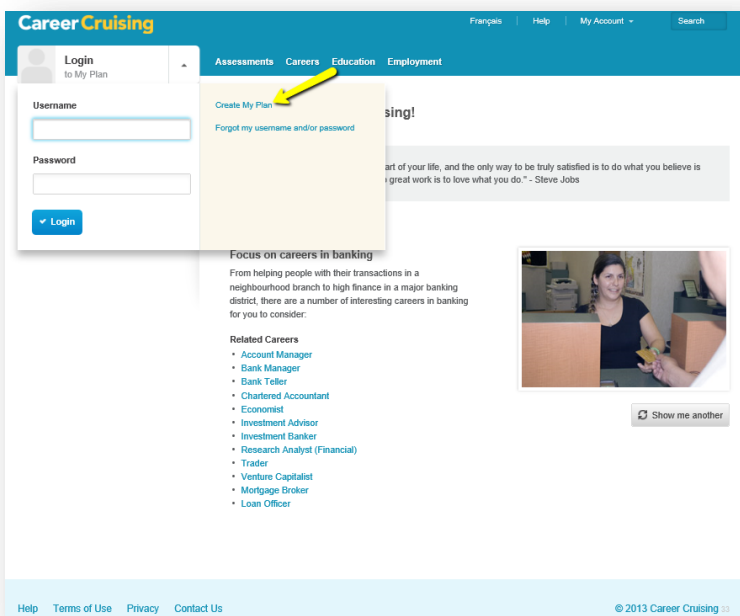 Career Cruising
Français Help My Account Search
Login
to My Plan
Assessments Careers Education Employment
Username
Create My Plan
Forgot my username and/or password
sing!
Password
art of your life, and the only way to be truly satisfied is to do what you believe is
great work is to love what you do." - Steve Jobs
Login
Focus on careers in banking
From helping people with their transactions in a
neighbourhood branch to high finance in a major banking
district, there are a number of interesting careers in banking
for you to consider:
Related Careers
• Account Manager
• Bank Manager
• Bank Teller
• Chartered Accountant
• Economist
• Investment Advisor
• Investment Banker
• Research Analyst (Financial)
• Trader
• Venture Capitalist
• Mortgage Broker
• Loan Officer
Show me another
Help Terms of Use Privacy Contact Us
© 2013 Career Cruising 33